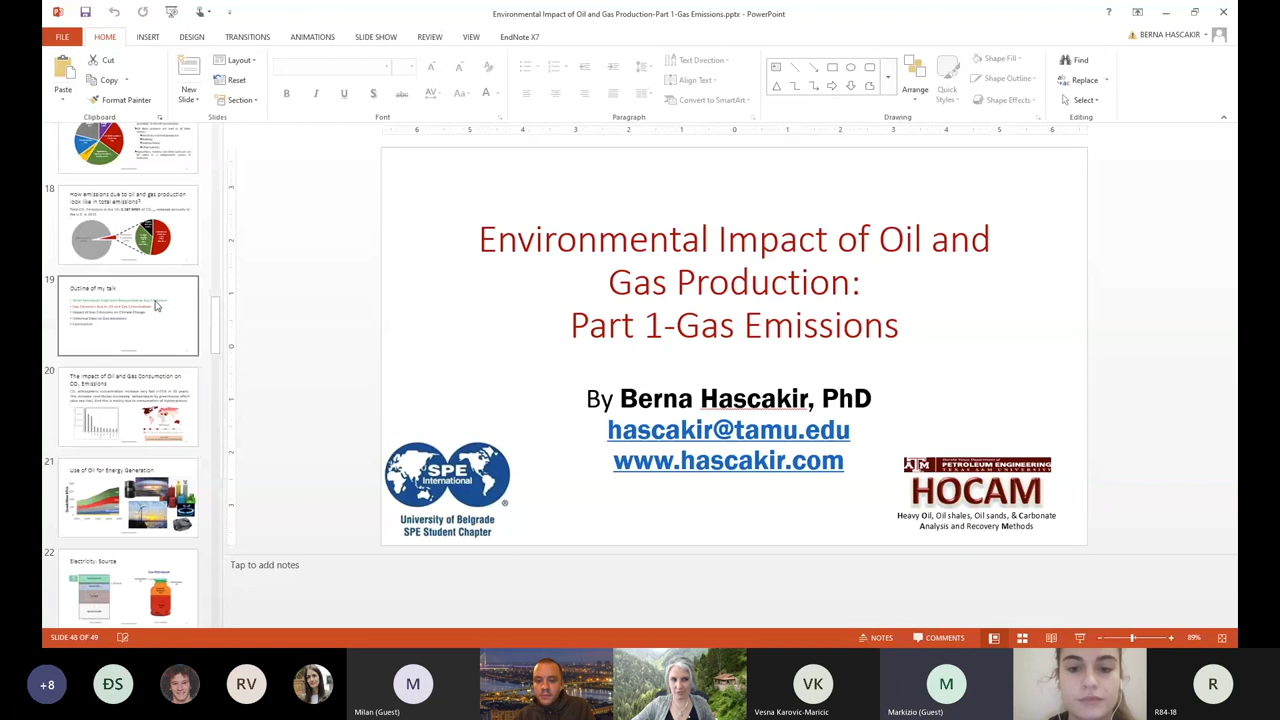 Environmental Impact of Oil and Gas Production-Part 1-Gas Emissions.pptx - PowerPoint
FILE HOME INSERT DESIGN TRANSITIONS ANIMATIONS SLIDE SHOW REVIEW VIEW EndNote X7
BERNA HASCAKIR
Paste
Cut
Copy
Format Painter
Clipboard
New
Slide
Layout
Reset
Section
Slides
Font
Text Direction
Align Text
Convert to SmartArt
Paragraph
Arrange
Quick
Styles
Shape Fill
Shape Outline
Shape Effects
Drawing
Find
Replace
Select
Editing
18
How emissions due to oil and gas production
look like in total emissions?
19
Outline of my talk
20
The Impact of Oil and Gas Consumption on
CO2 Emissions
21
Use of Oil for Energy Generation
22
Electricity: Source
Environmental Impact of Oil and
Gas Production:
Part 1-Gas Emissions
By Berna Hascakir, PhD
hascakir@tamu.edu
www.hascakir.com
SPE
International
®
University of Belgrade
SPE Student Chapter
PETROLEUM ENGINEERING
HOCAM
Heavy Oil, Oil shales, Oil sands, & Carbonate
Analysis and Recovery Methods
Tap to add notes
SLIDE 48 OF 49
NOTES
COMMENTS
89%
+8
ĐS
RV
M
Milan (Guest)
VK
Vesna Karovic-Maricic
M
Markizio (Guest)
R
R84-18